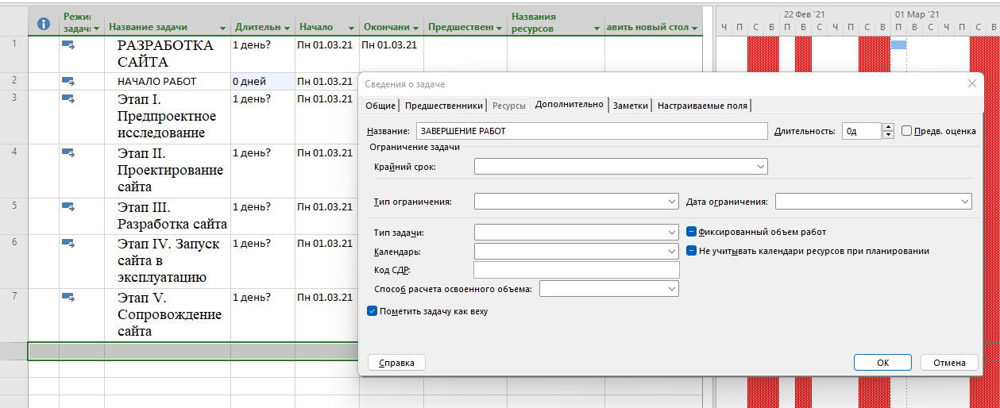 22 Фев '21
01 Мар '21
Режим
задачи
Название задачи
Длительн
Начало
Окончани
Предшественн
Названия
ресурсов
авить новый стол
Ч П С В П В С П С В П В С П С В
1
РАЗРАБОТКА
САЙТА
1 день?
Пн 01.03.21
Пн 01.03.21
2
НАЧАЛО РАБОТ
0 дней
Пн 01.03.21
3
Этап I.
Предпроектное
исследование
1 день?
Пн 01.03.21
4
Этап II.
Проектирование
сайта
1 день?
Пн 01.03.21
5
Этап III.
Разработка сайта
1 день?
Пн 01.03.21
6
Этап IV. Запуск
сайта в
эксплуатацию
1 день?
Пн 01.03.21
7
Этап V.
Сопровождение
сайта
1 день?
Пн 01.03.21
Сведения о задаче
Общие
Предшественники
Ресурсы
Дополнительно
Заметки
Настраиваемые поля
Название:
ЗАВЕРШЕНИЕ РАБОТ
Длительность:
0д
Предв. оценка
Ограничение задачи
Крайний срок:
Тип ограничения:
Дата ограничения:
Тип задачи:
Фиксированный объем работ
Календарь:
Не учитывать календари ресурсов при планировании
Код СДР:
Способ расчета освоенного объема:
Пометить задачу как веху
Справка
ОК
Отмена